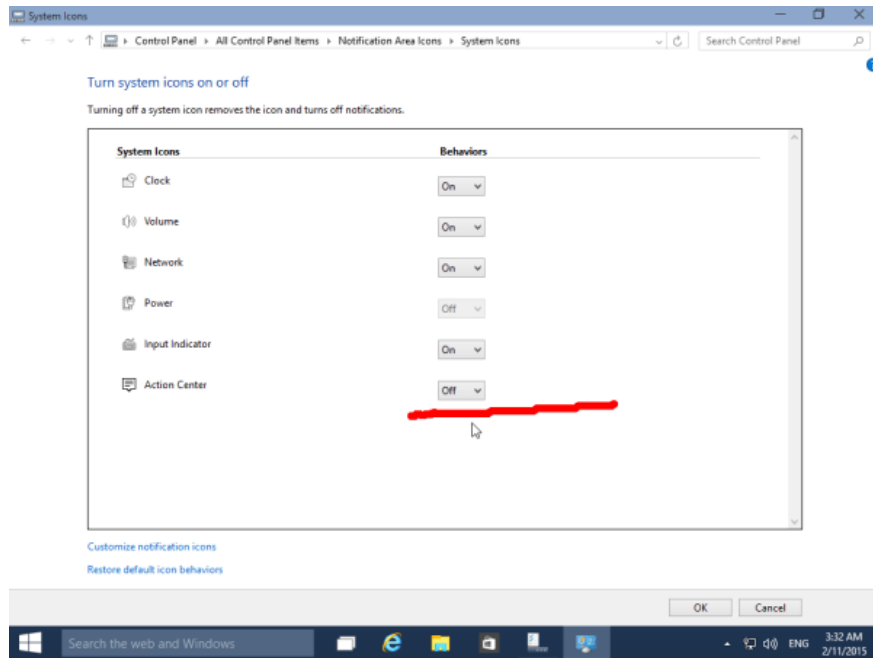 System Icons
Control Panel All Control Panel Items Notification Area Icons System Icons
Search Control Panel
Turn system icons on or off
Turning off a system icon removes the icon and turns off notifications.
System Icons Behaviors
Clock On
Volume On
Network On
Power Off
Input Indicator On
Action Center Off
Customize notification icons
Restore default icon behaviors
OK Cancel
Search the web and Windows
ENG
3:32 AM
2/11/2015